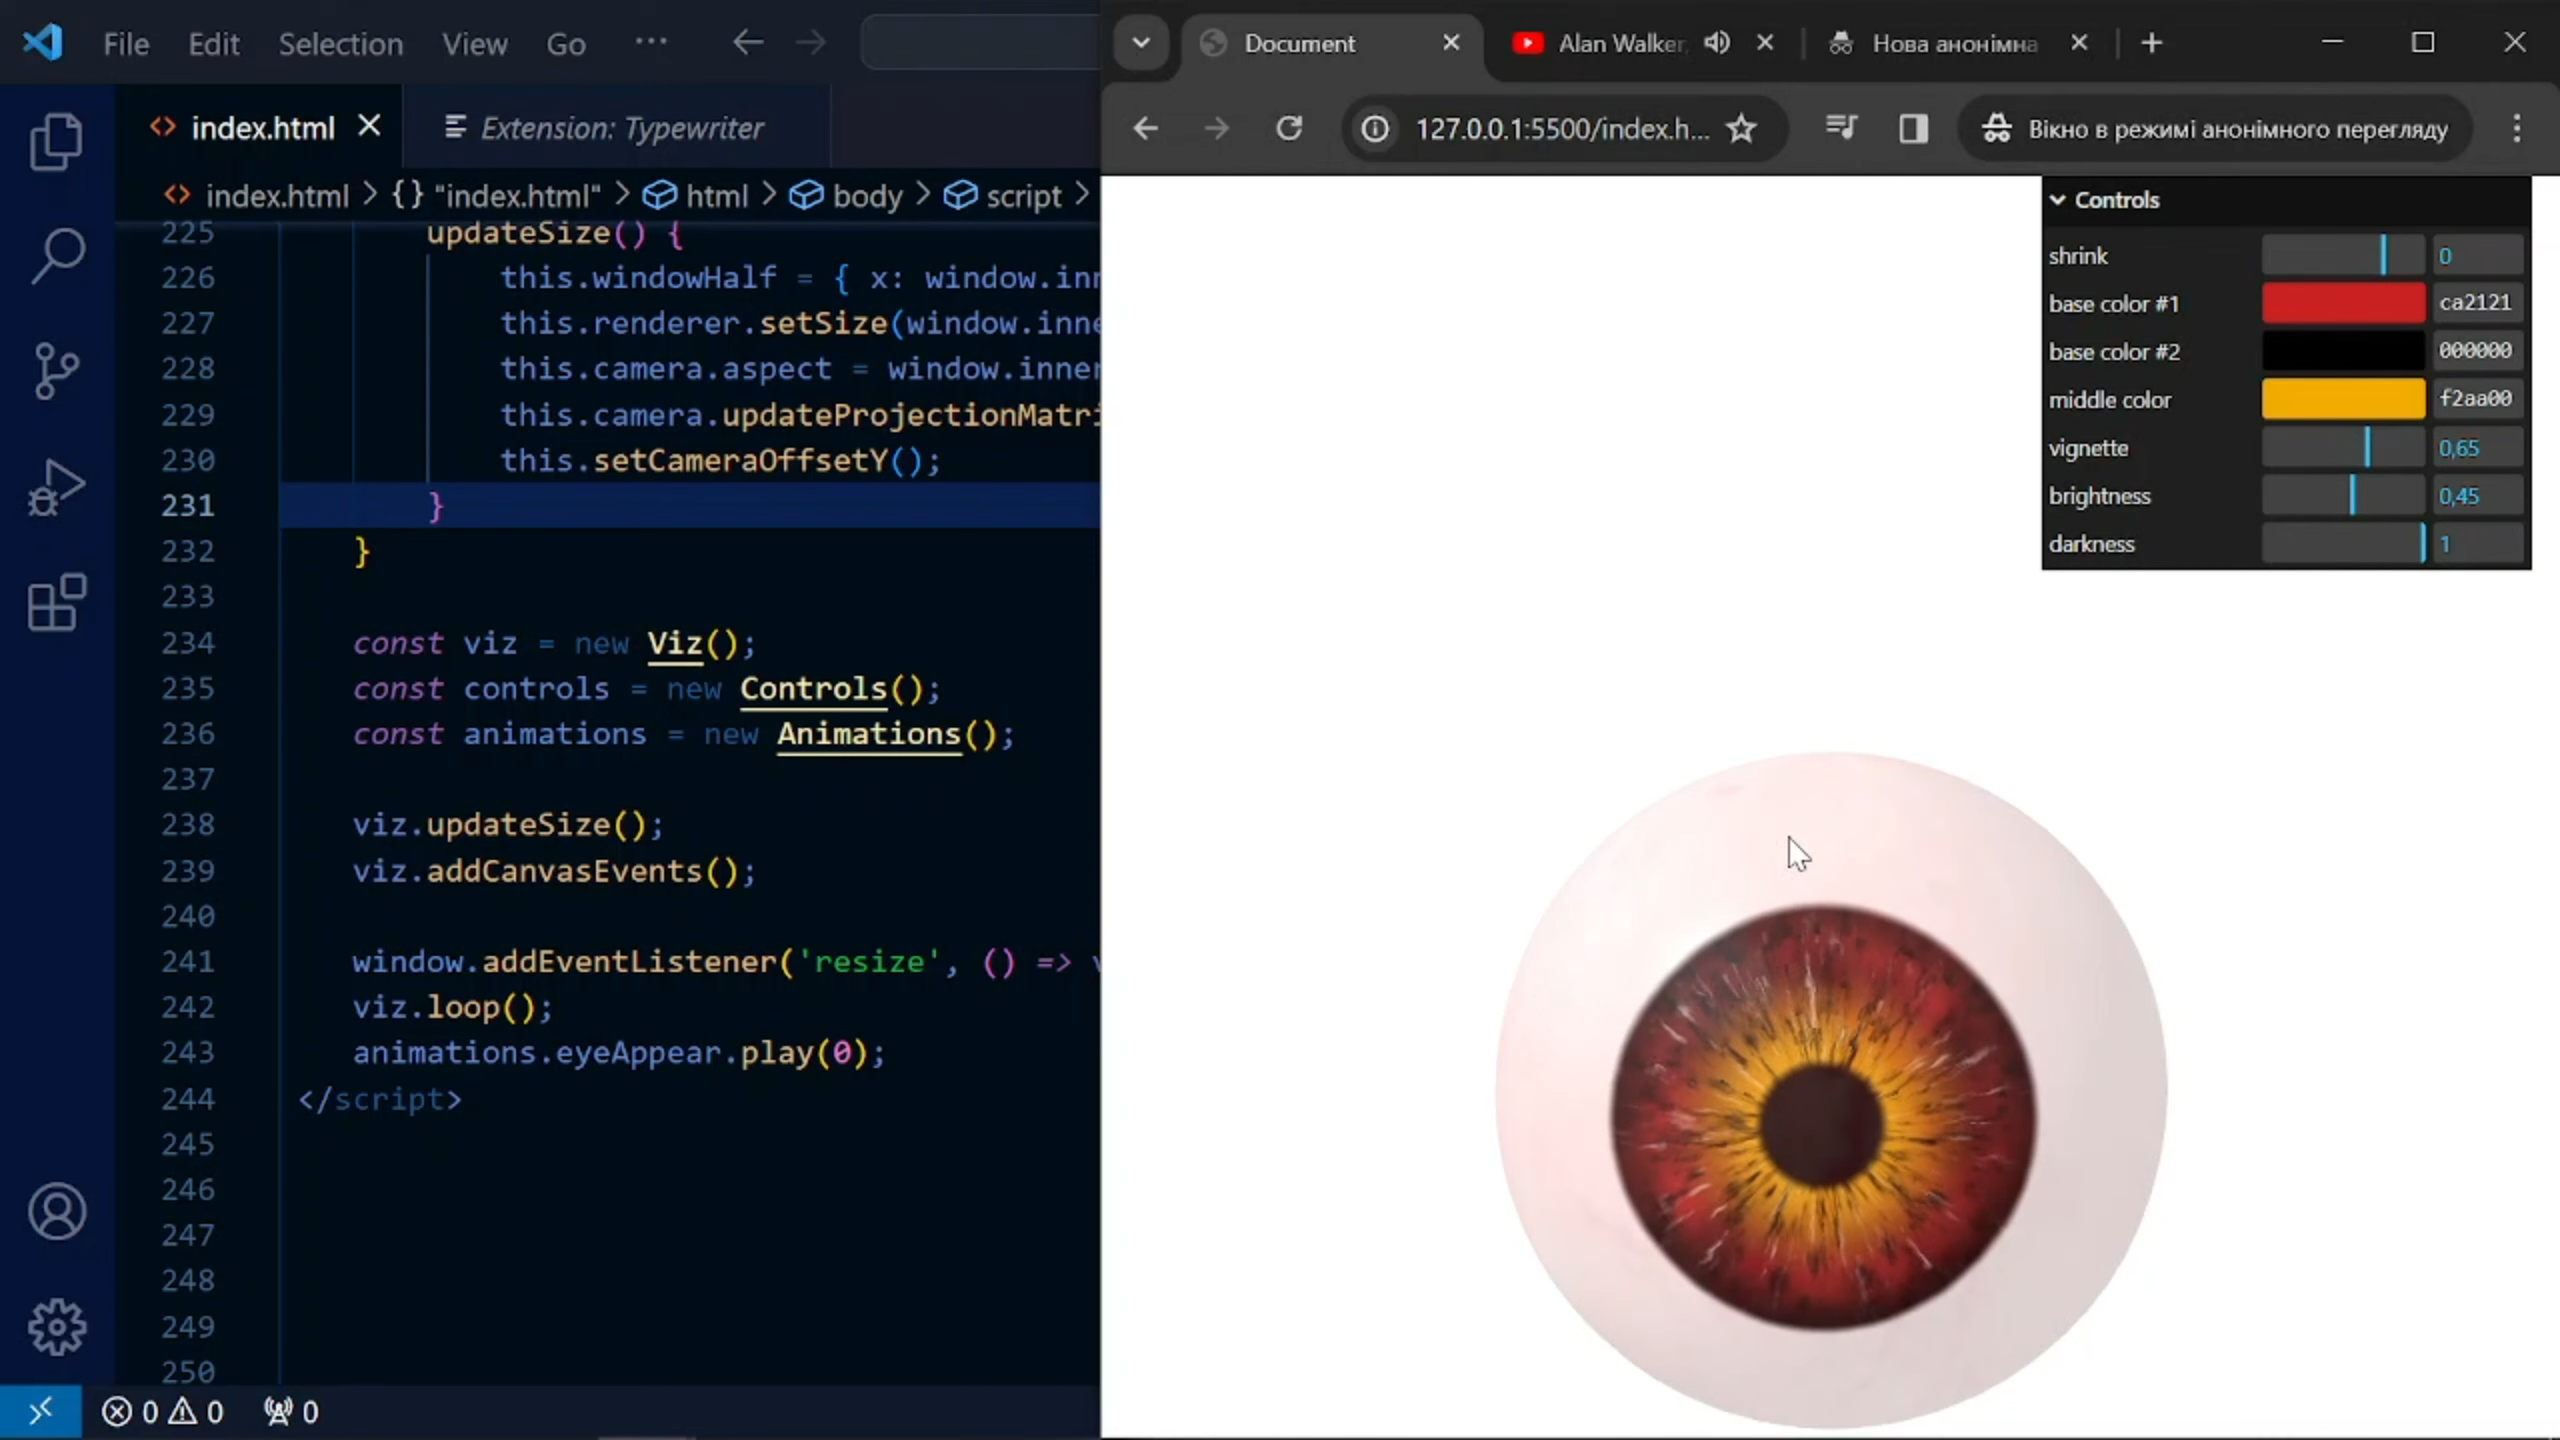 File Edit Selection View Go ...
index.html
Extension: Typewriter
index.html > {} "index.html" > html > body > script >
225 updateSize() {
226 this.windowHalf = { x: window.inn
227 this.renderer.setSize(window.inne
228 this.camera.aspect = window.inner
229 this.camera.updateProjectionMatri
230 this.setCameraOffsetY();
231 }
232 }
233
234 const viz = new Viz();
235 const controls = new Controls();
236 const animations = new Animations();
237
238 viz.updateSize();
239 viz.addCanvasEvents();
240
241 window.addEventListener('resize', () => v
242 viz.loop();
243 animations.eyeAppear.play(0);
244 </script>
245
246
247
248
249
250
0 0 0
Document
Alan Walker,
Нова анонімна
127.0.0.1:5500/index.h...
Вікно в режимі анонімного перегляду
Controls
shrink 0
base color #1 ca2121
base color #2 000000
middle color f2aa00
vignette 0,65
brightness 0,45
darkness 1